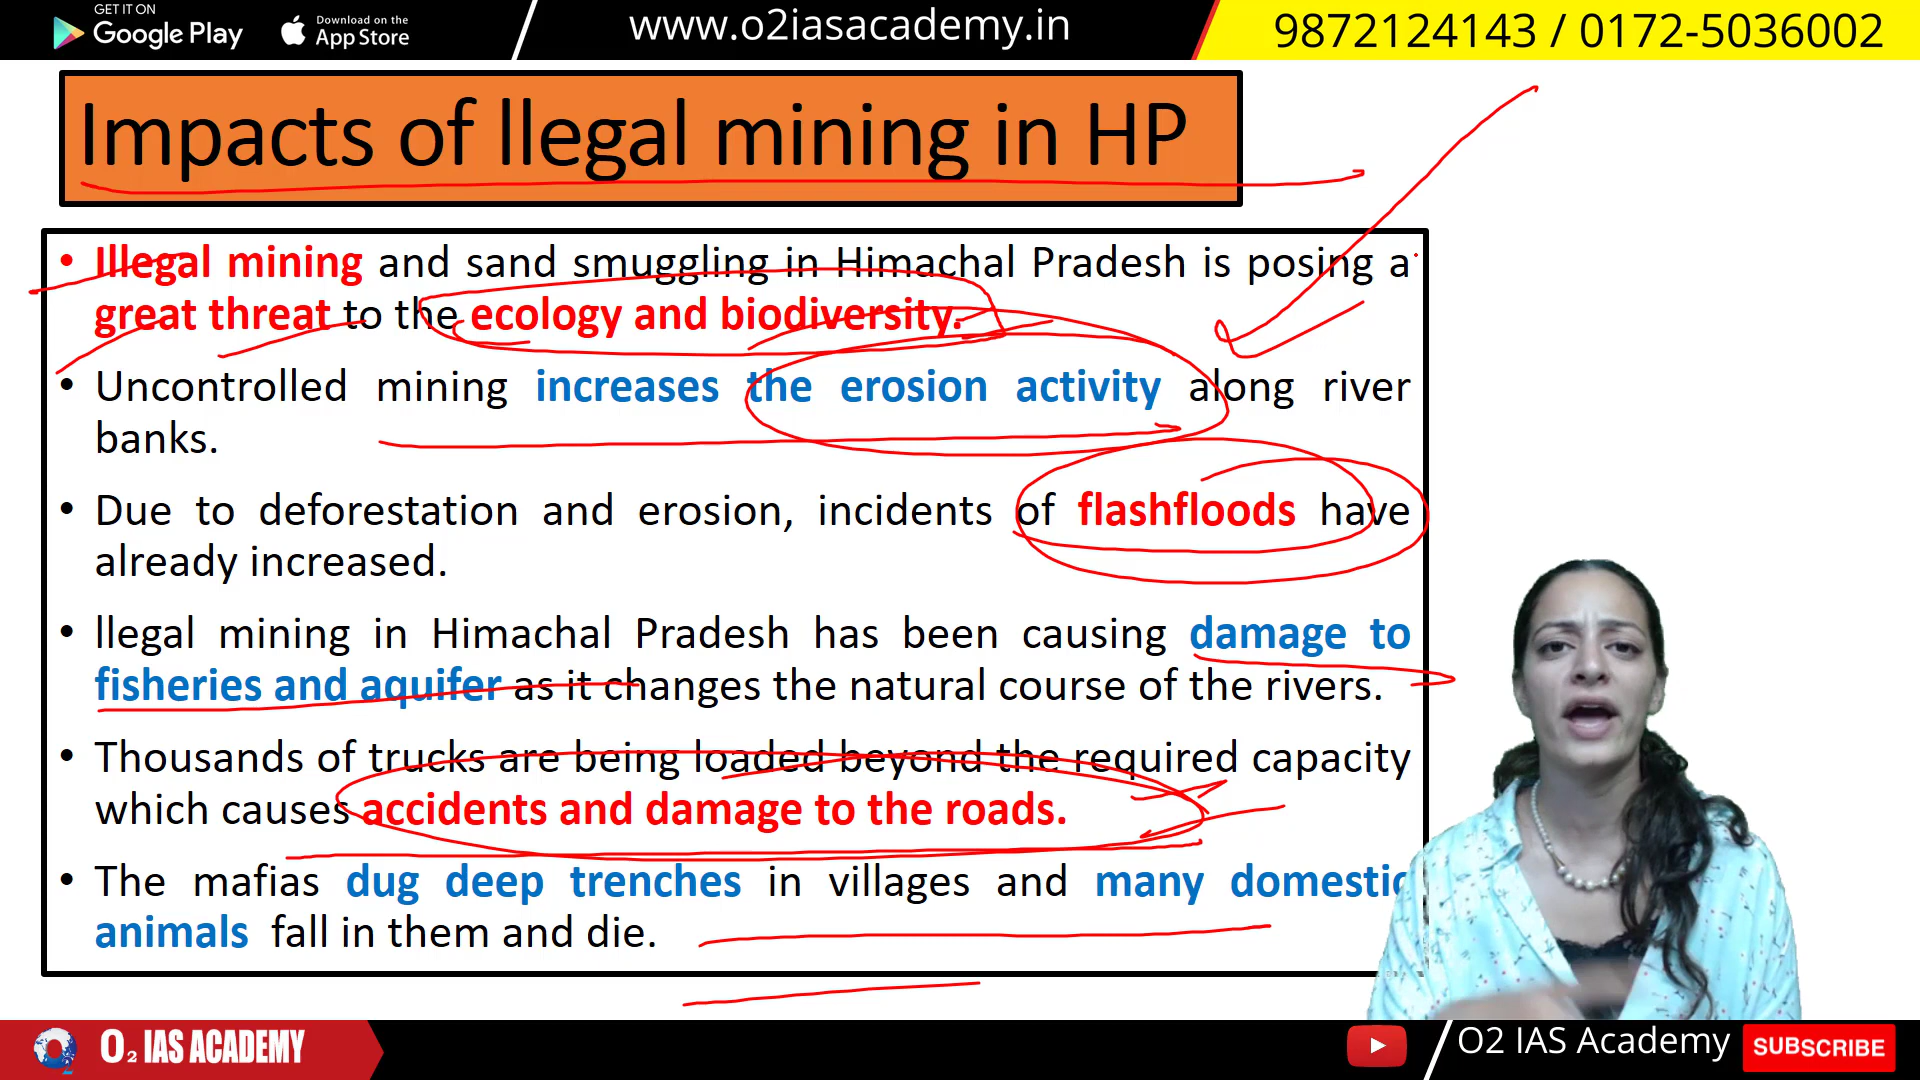 GET IT ON
Google Play
Download on the
App Store
www.o2iasacademy.in
9872124143 / 0172-5036002
Impacts of llegal mining in HP
• Illegal mining and sand smuggling in Himachal Pradesh is posing a
great threat to the ecology and biodiversity.
• Uncontrolled mining increases the erosion activity along river
banks.
• Due to deforestation and erosion, incidents of flashfloods have
already increased.
• llegal mining in Himachal Pradesh has been causing damage to
fisheries and aquifer as it changes the natural course of the rivers.
• Thousands of trucks are being loaded beyond the required capacity
which causes accidents and damage to the roads.
• The mafias dug deep trenches in villages and many domestic
animals fall in them and die.
O2 IAS ACADEMY
O2 IAS Academy
SUBSCRIBE